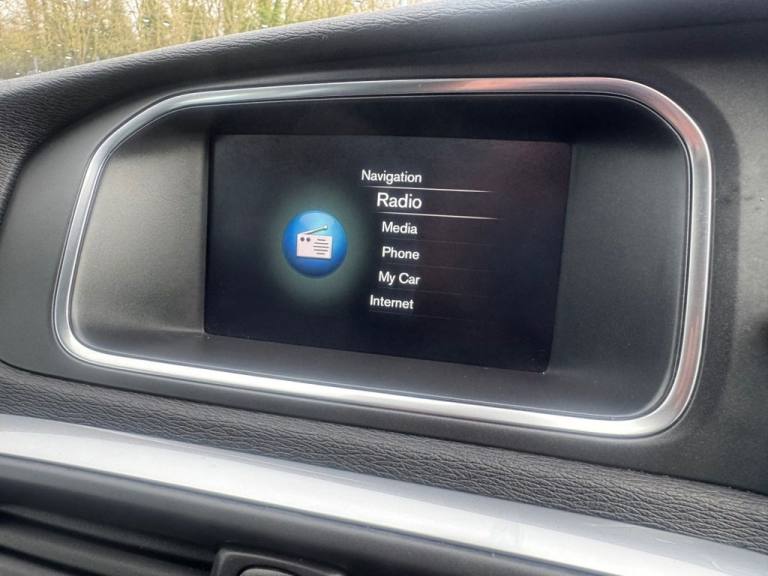 Navigation
Radio
Media
Phone
My Car
Internet